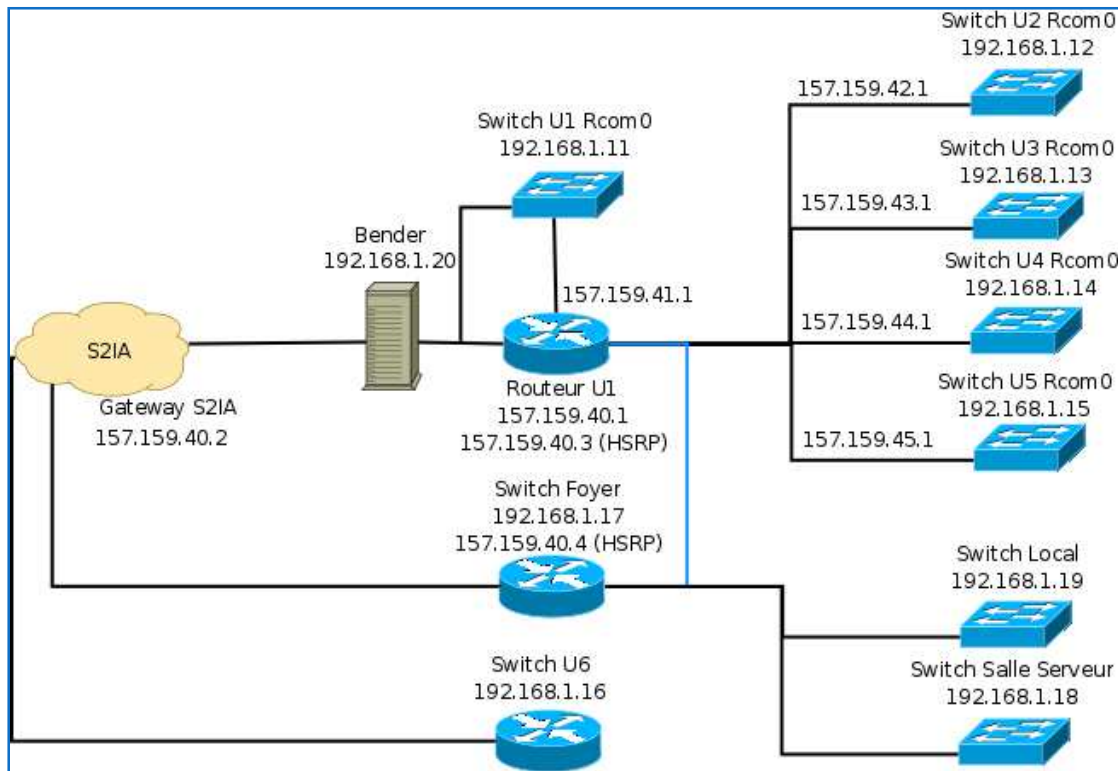 Switch U2 Rcom0
192.168.1.12
157.159.42.1
Switch U1 Rcom0
192.168.1.11
Switch U3 Rcom0
192.168.1.13
157.159.43.1
Bender
192.168.1.20
Switch U4 Rcom0
192.168.1.14
157.159.41.1
157.159.44.1
S2IA
Switch U5 Rcom0
192.168.1.15
Gateway S2IA
157.159.40.2
Routeur U1
157.159.40.1
157.159.40.3 (HSRP)
157.159.45.1
Switch Foyer
192.168.1.17
157.159.40.4 (HSRP)
Switch Local
192.168.1.19
Switch U6
192.168.1.16
Switch Salle Serveur
192.168.1.18